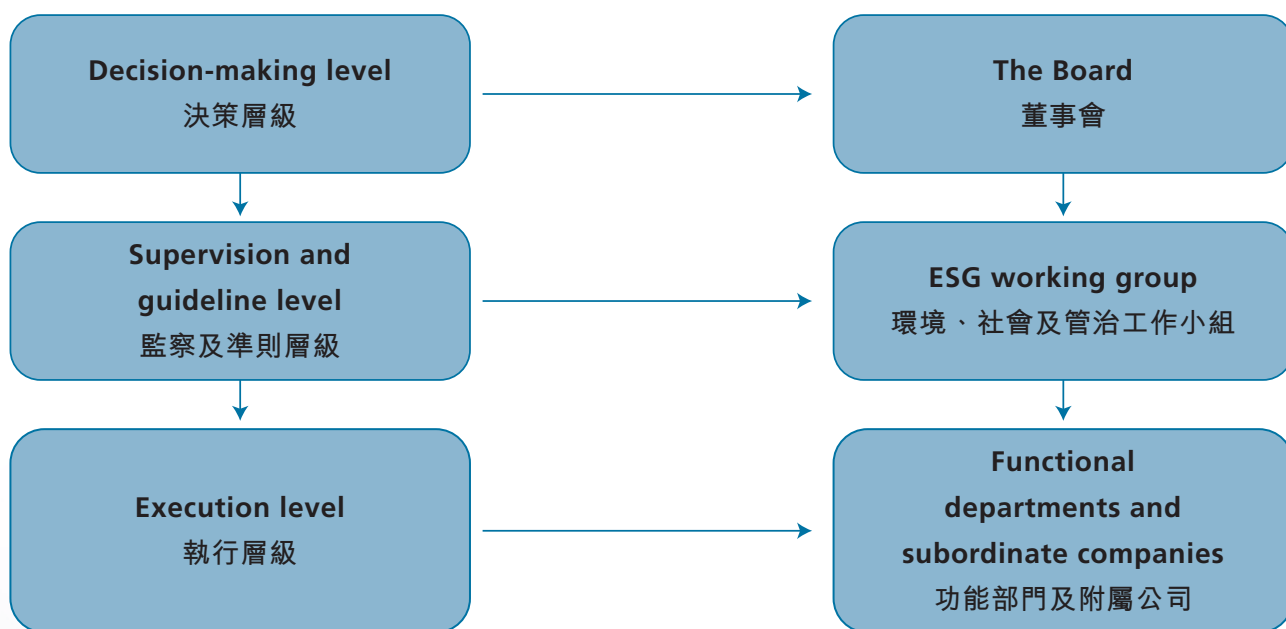 Decision-making level
決策層級
The Board
董事會
Supervision and
guideline level
監察及準則層級
ESG working group
環境、社會及管治工作小組
Execution level
執行層級
Functional
departments and
subordinate companies
功能部門及附屬公司